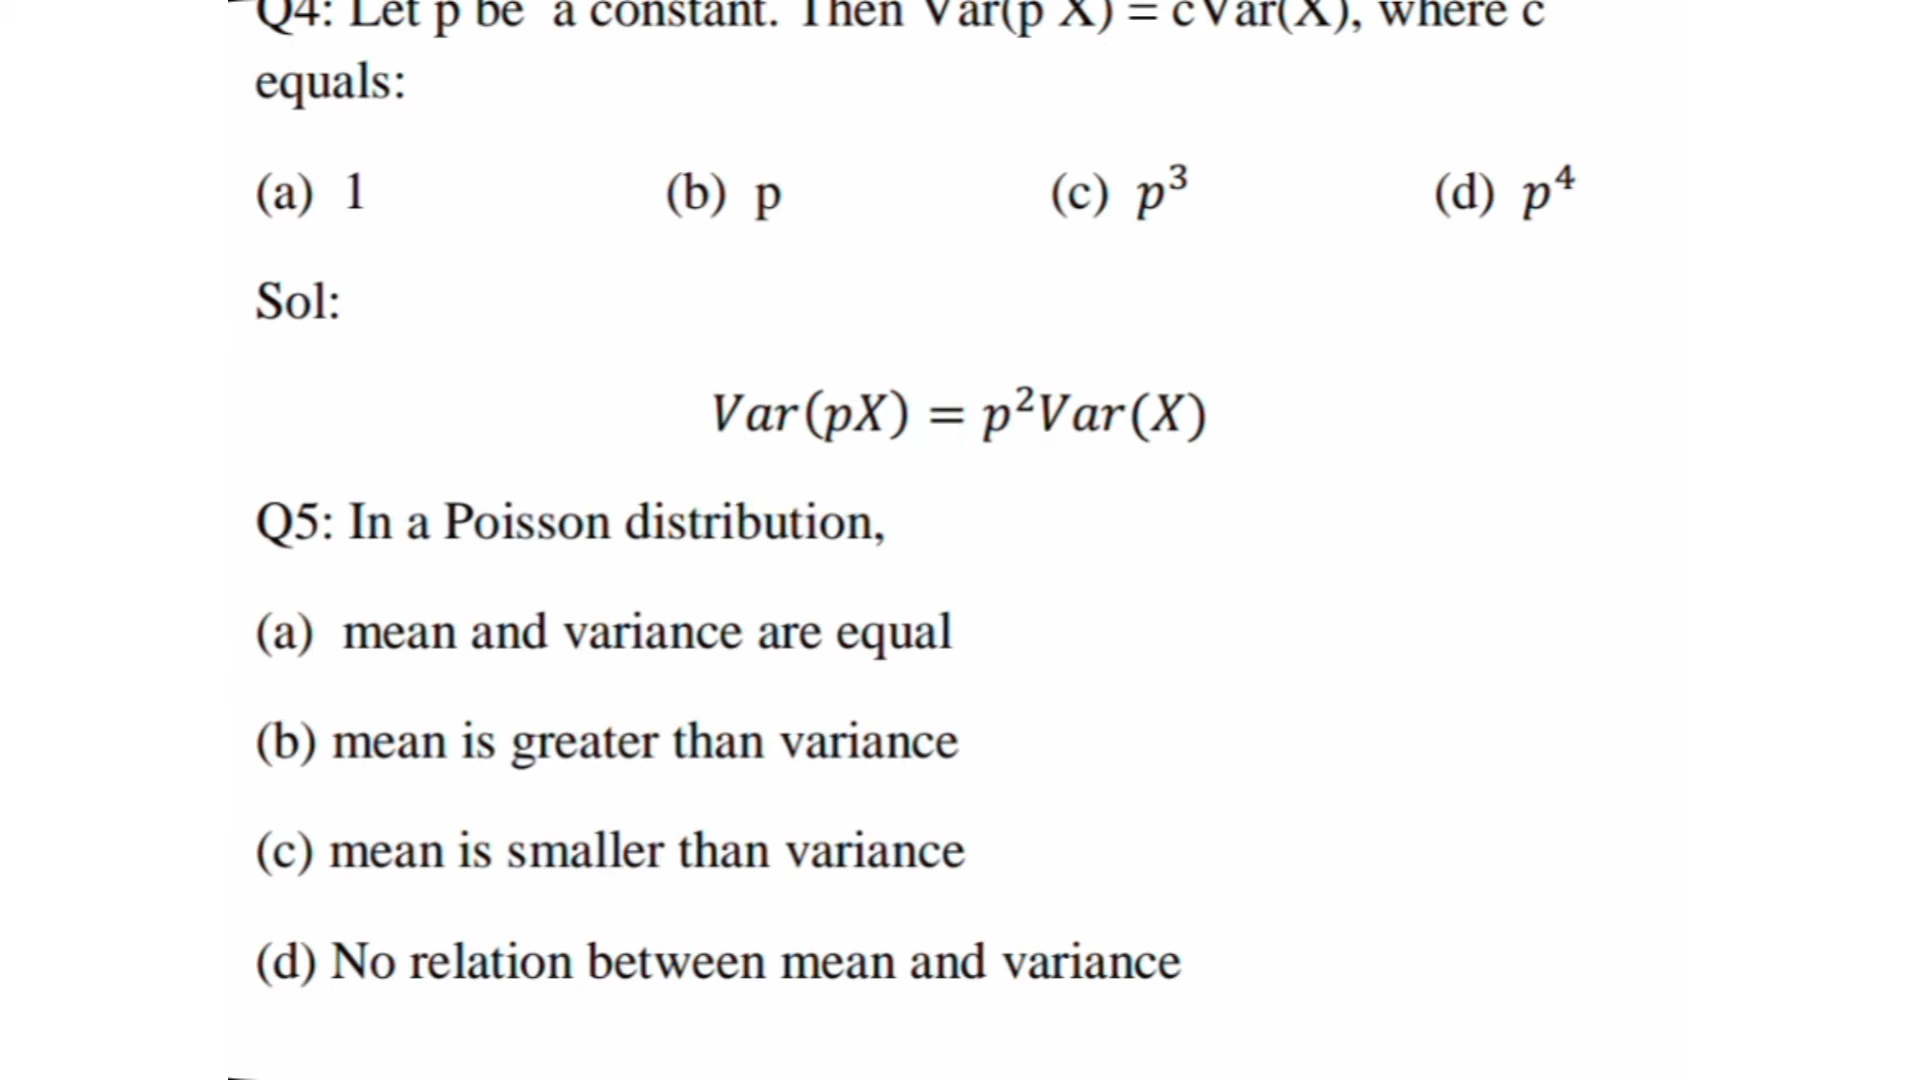 Q4: Let p be a constant. Then Var(p X) = cVar(X), where c
equals:
(a) 1 (b) p (c) p³ (d) p⁴
Sol:
Var(pX) = p²Var(X)
Q5: In a Poisson distribution,
(a) mean and variance are equal
(b) mean is greater than variance
(c) mean is smaller than variance
(d) No relation between mean and variance